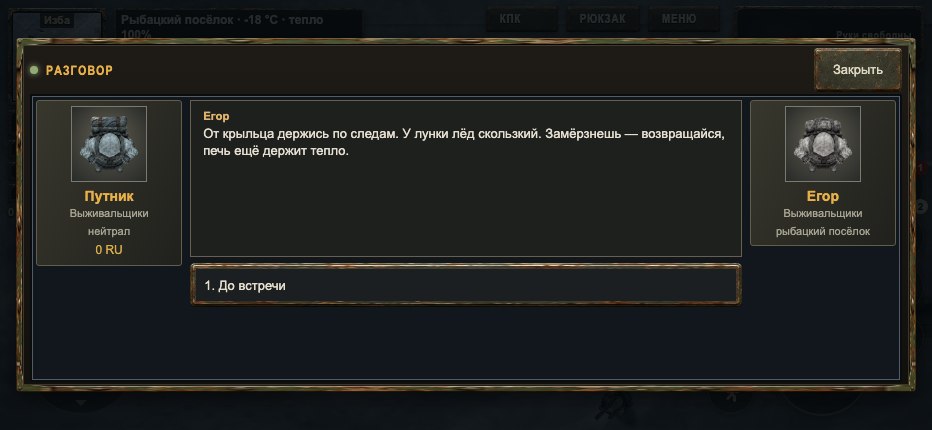 Изба
Рыбацкий посёлок · -18 °C · тепло
100%
КПК
РЮКЗАК
МЕНЮ
Руки свободны
РАЗГОВОР
Закрыть
Путник
Выживальщики
нейтрал
0 RU
Егор
От крыльца держись по следам. У лунки лёд скользкий. Замёрзнешь — возвращайся,
печь ещё держит тепло.
1. До встречи
Егор
Выживальщики
рыбацкий посёлок